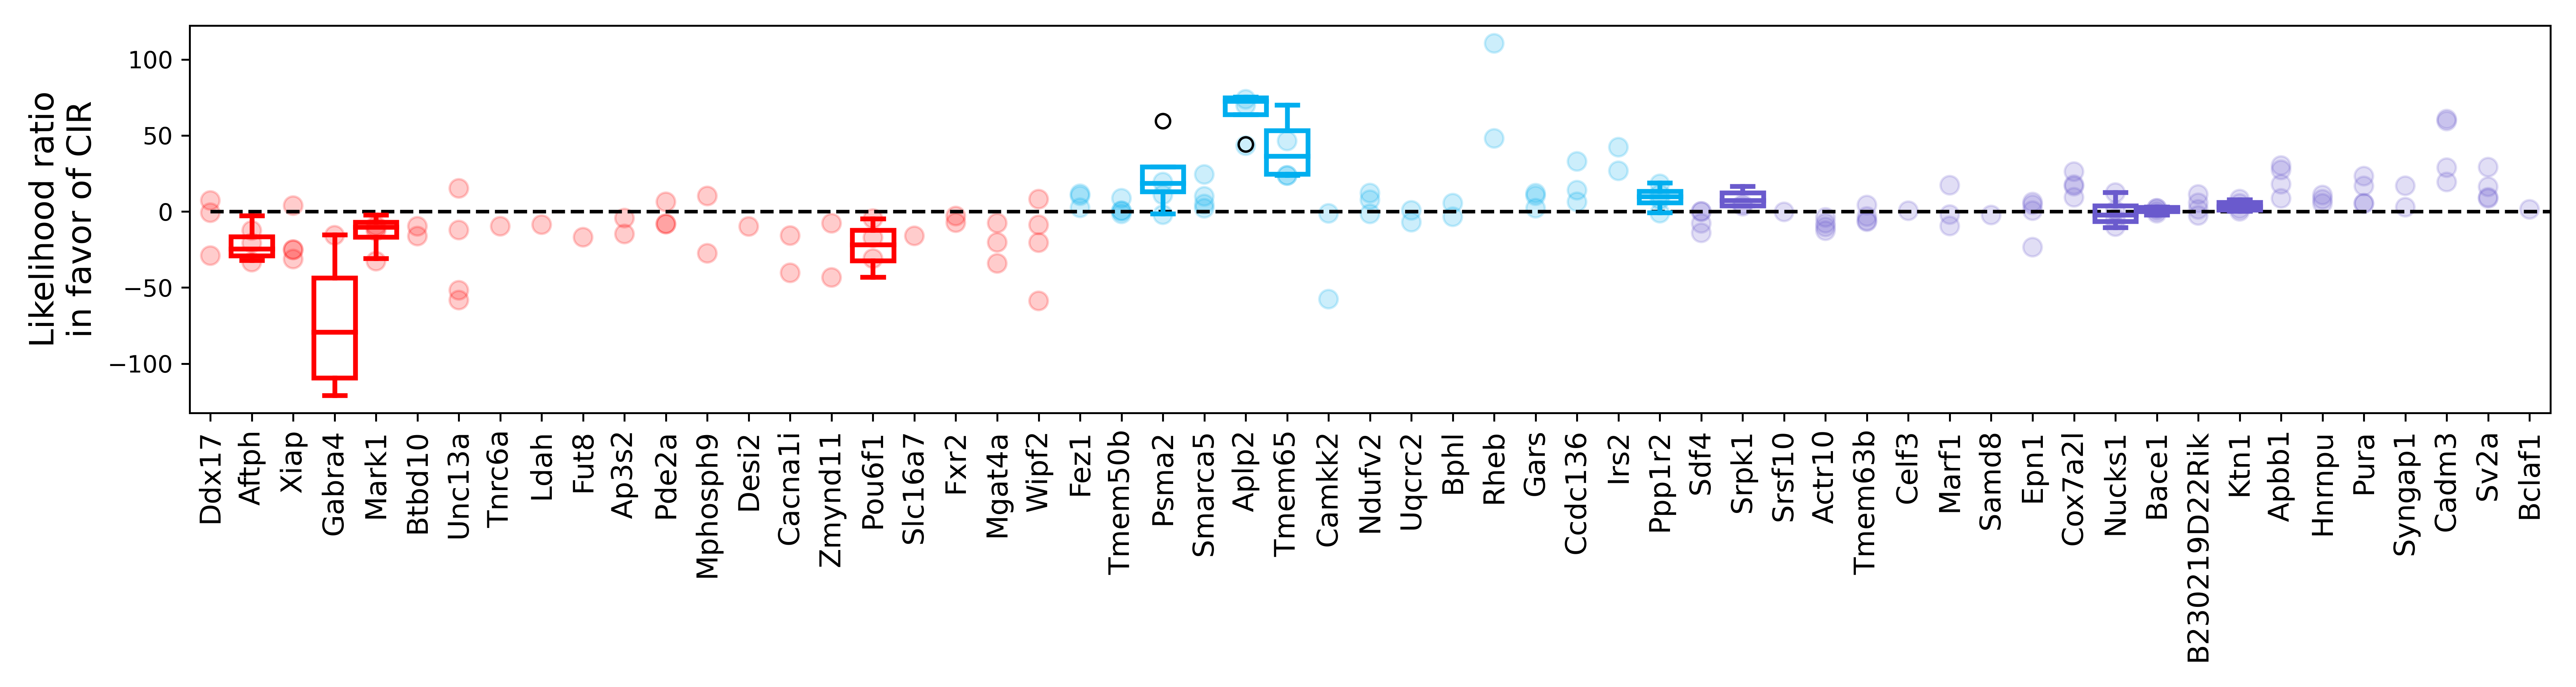 Likelihood ratio
in favor of CIR
100
50
0
−50
−100
Ddx17
Aftph
Xiap
Gabra4
Mark1
Btbd10
Unc13a
Tnrc6a
Ldah
Fut8
Ap3s2
Pde2a
Mphosph9
Desi2
Cacna1i
Zmynd11
Pou6f1
Slc16a7
Fxr2
Mgat4a
Wipf2
Fez1
Tmem50b
Psma2
Smarca5
Aplp2
Tmem65
Camkk2
Ndufv2
Uqcrc2
Bphl
Rheb
Gars
Ccdc136
Irs2
Ppp1r2
Sdf4
Srpk1
Srsf10
Actr10
Tmem63b
Celf3
Marf1
Samd8
Epn1
Cox7a2l
Nucks1
Bace1
B230219D22Rik
Ktn1
Apbb1
Hnrnpu
Pura
Syngap1
Cadm3
Sv2a
Bclaf1